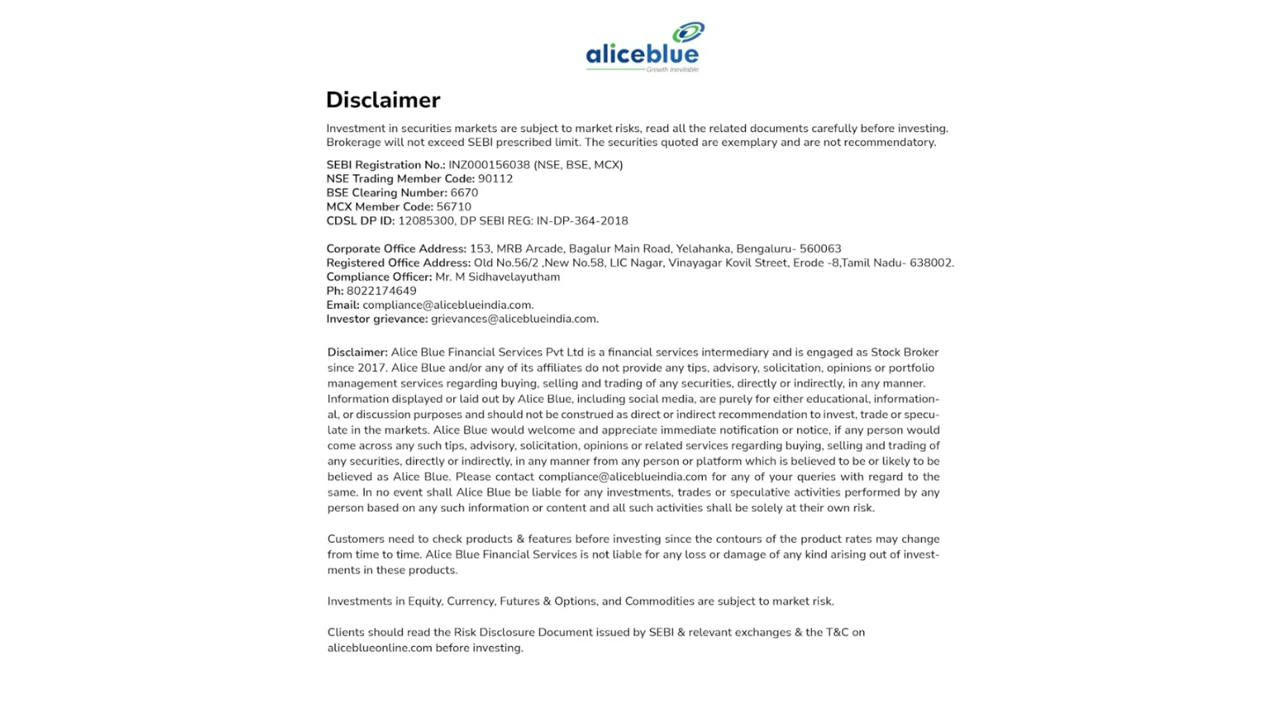 aliceblue
Growth Inevitable
Disclaimer
Investment in securities markets are subject to market risks, read all the related documents carefully before investing.
Brokerage will not exceed SEBI prescribed limit. The securities quoted are exemplary and are not recommendatory.
SEBI Registration No.: INZ000156038 (NSE, BSE, MCX)
NSE Trading Member Code: 90112
BSE Clearing Number: 6670
MCX Member Code: 56710
CDSL DP ID: 12085300, DP SEBI REG: IN-DP-364-2018
Corporate Office Address: 153, MRB Arcade, Bagalur Main Road, Yelahanka, Bengaluru- 560063
Registered Office Address: Old No.56/2 ,New No.58, LIC Nagar, Vinayagar Kovil Street, Erode -8,Tamil Nadu- 638002.
Compliance Officer: Mr. M Sidhavelayutham
Ph: 8022174649
Email: compliance@aliceblueindia.com.
Investor grievance: grievances@aliceblueindia.com.
Disclaimer: Alice Blue Financial Services Pvt Ltd is a financial services intermediary and is engaged as Stock Broker
since 2017. Alice Blue and/or any of its affiliates do not provide any tips, advisory, solicitation, opinions or portfolio
management services regarding buying, selling and trading of any securities, directly or indirectly, in any manner.
Information displayed or laid out by Alice Blue, including social media, are purely for either educational, information-
al, or discussion purposes and should not be construed as direct or indirect recommendation to invest, trade or specu-
late in the markets. Alice Blue would welcome and appreciate immediate notification or notice, if any person would
come across any such tips, advisory, solicitation, opinions or related services regarding buying, selling and trading of
any securities, directly or indirectly, in any manner from any person or platform which is believed to be or likely to be
believed as Alice Blue. Please contact compliance@aliceblueindia.com for any of your queries with regard to the
same. In no event shall Alice Blue be liable for any investments, trades or speculative activities performed by any
person based on any such information or content and all such activities shall be solely at their own risk.
Customers need to check products & features before investing since the contours of the product rates may change
from time to time. Alice Blue Financial Services is not liable for any loss or damage of any kind arising out of invest-
ments in these products.
Investments in Equity, Currency, Futures & Options, and Commodities are subject to market risk.
Clients should read the Risk Disclosure Document issued by SEBI & relevant exchanges & the T&C on
aliceblueonline.com before investing.